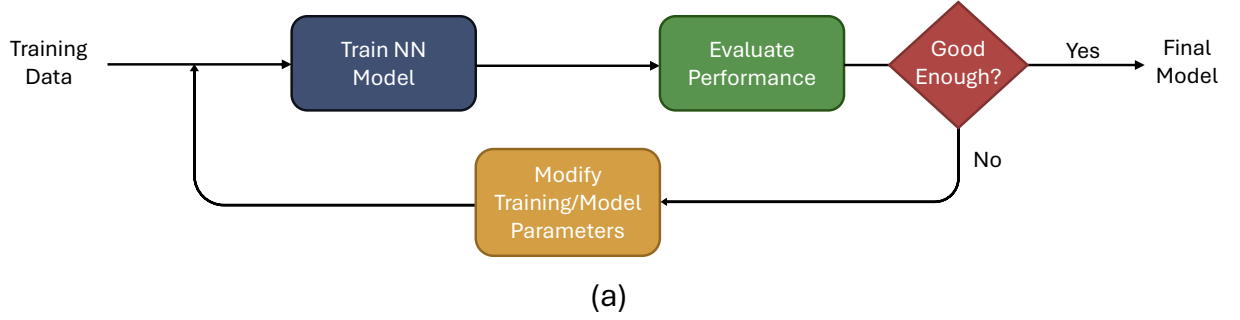 Training
Data
Train NN
Model
Evaluate
Performance
Good
Enough?
Yes
Final
Model
No
Modify
Training/Model
Parameters
(a)